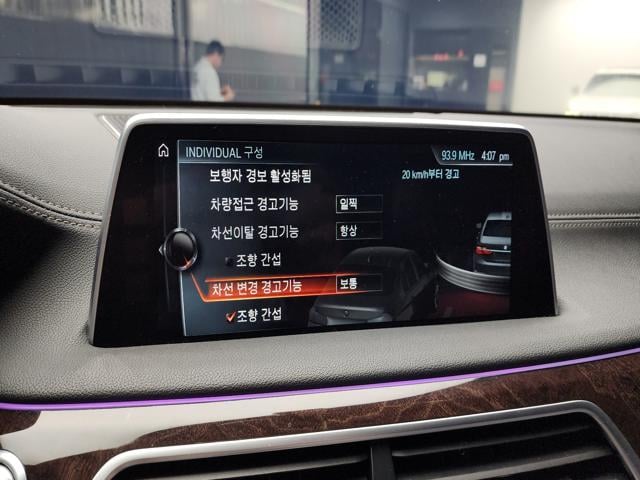 INDIVIDUAL 구성
93.9 MHz 4:07 pm
보행자 경보 활성화됨
20 km/h부터 경고
차량접근 경고기능 일찍
차선이탈 경고기능 항상
조향 간섭
차선 변경 경고기능 보통
조향 간섭